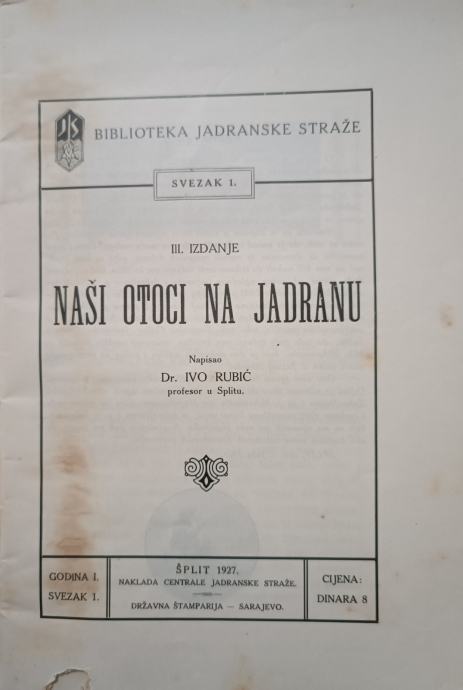 JS
BIBLIOTEKA JADRANSKE STRAŽE
SVEZAK 1.
III. IZDANJE
NAŠI OTOCI NA JADRANU
Napisao
Dr. IVO RUBIĆ
profesor u Splitu.
GODINA I.
SVEZAK 1.
ŠPLIT 1927.
NAKLADA CENTRALE JADRANSKE STRAŽE.
DRŽAVNA ŠTAMPARIJA — SARAJEVO.
CIJENA:
DINARA 8